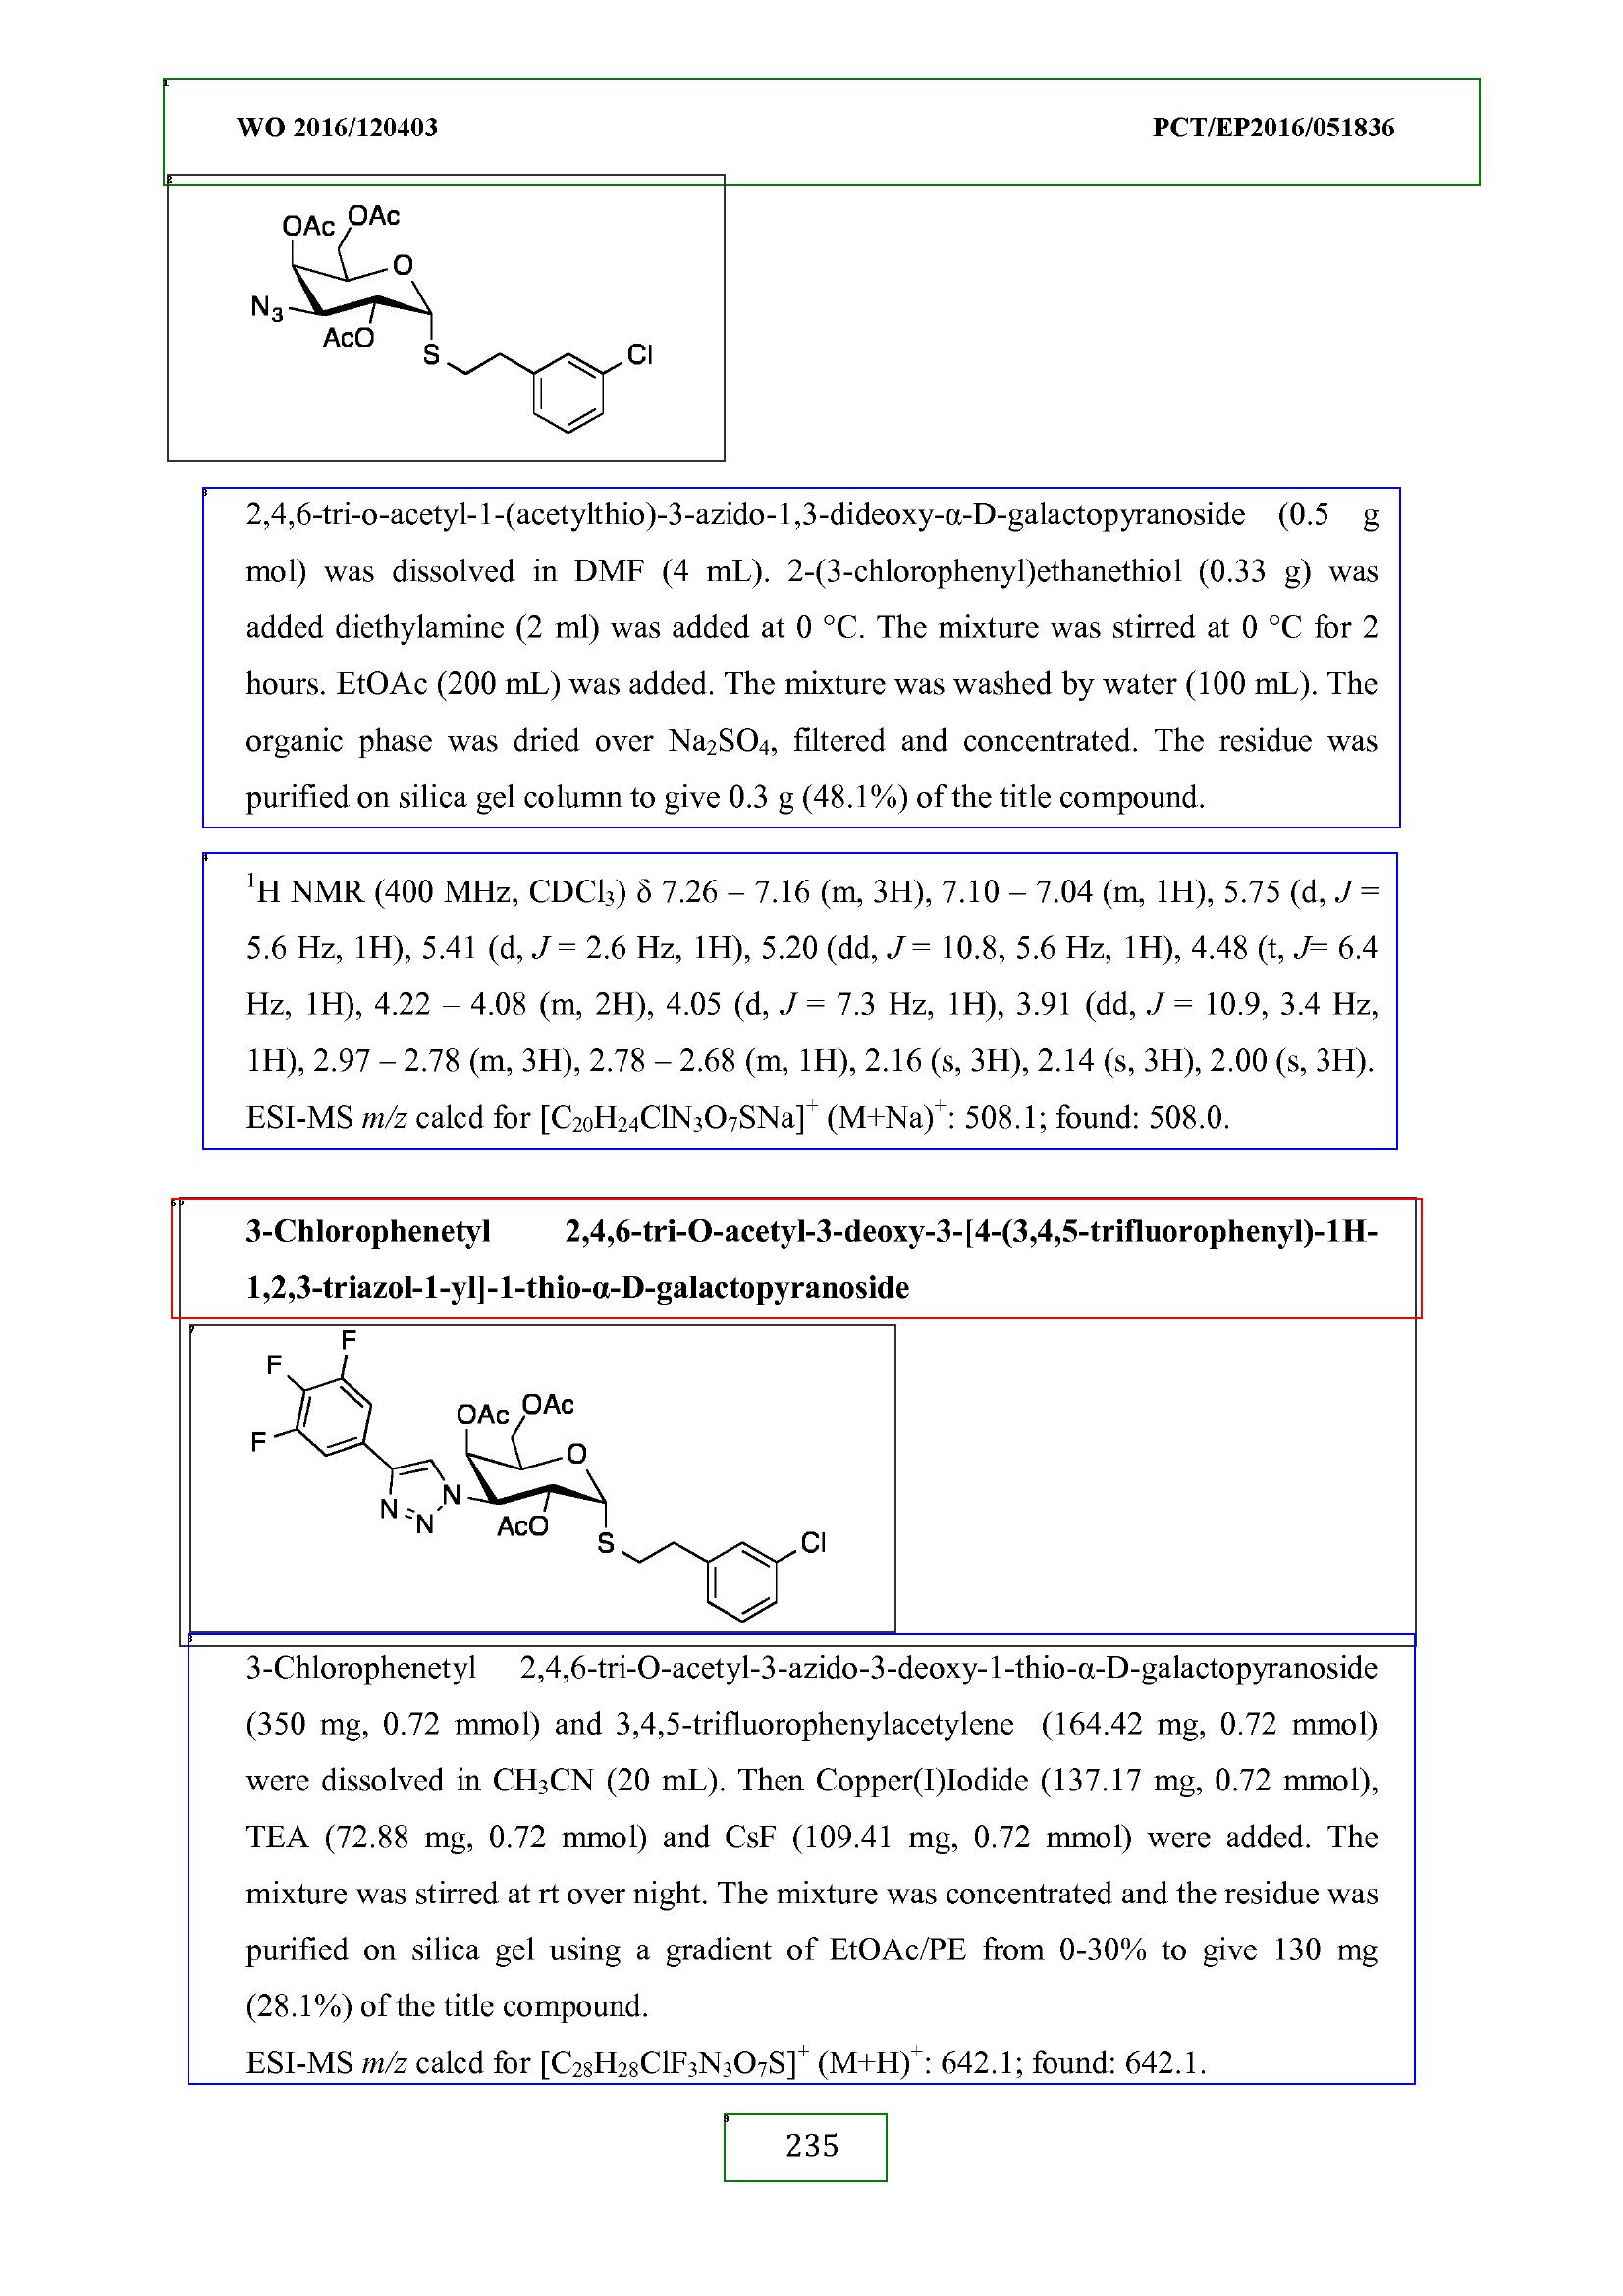 WO 2016/120403 PCT/EP2016/051836
OAc OAc
O
N3
AcO
S
Cl
2,4,6-tri-o-acetyl-1-(acetylthio)-3-azido-1,3-dideoxy-α-D-galactopyranoside (0.5 g
mol) was dissolved in DMF (4 mL). 2-(3-chlorophenyl)ethanethiol (0.33 g) was
added diethylamine (2 ml) was added at 0 °C. The mixture was stirred at 0 °C for 2
hours. EtOAc (200 mL) was added. The mixture was washed by water (100 mL). The
organic phase was dried over Na₂SO₄, filtered and concentrated. The residue was
purified on silica gel column to give 0.3 g (48.1%) of the title compound.
¹H NMR (400 MHz, CDCl₃) δ 7.26 – 7.16 (m, 3H), 7.10 – 7.04 (m, 1H), 5.75 (d, J =
5.6 Hz, 1H), 5.41 (d, J = 2.6 Hz, 1H), 5.20 (dd, J = 10.8, 5.6 Hz, 1H), 4.48 (t, J= 6.4
Hz, 1H), 4.22 – 4.08 (m, 2H), 4.05 (d, J = 7.3 Hz, 1H), 3.91 (dd, J = 10.9, 3.4 Hz,
1H), 2.97 – 2.78 (m, 3H), 2.78 – 2.68 (m, 1H), 2.16 (s, 3H), 2.14 (s, 3H), 2.00 (s, 3H).
ESI-MS m/z calcd for [C₂₀H₂₄ClN₃O₇SNa]⁺ (M+Na)⁺: 508.1; found: 508.0.
3-Chlorophenetyl 2,4,6-tri-O-acetyl-3-deoxy-3-[4-(3,4,5-trifluorophenyl)-1H-
1,2,3-triazol-1-yl]-1-thio-α-D-galactopyranoside
F
F
F
OAc OAc
O
N N N
AcO
S
Cl
3-Chlorophenetyl 2,4,6-tri-O-acetyl-3-azido-3-deoxy-1-thio-α-D-galactopyranoside
(350 mg, 0.72 mmol) and 3,4,5-trifluorophenylacetylene (164.42 mg, 0.72 mmol)
were dissolved in CH₃CN (20 mL). Then Copper(I)Iodide (137.17 mg, 0.72 mmol),
TEA (72.88 mg, 0.72 mmol) and CsF (109.41 mg, 0.72 mmol) were added. The
mixture was stirred at rt over night. The mixture was concentrated and the residue was
purified on silica gel using a gradient of EtOAc/PE from 0-30% to give 130 mg
(28.1%) of the title compound.
ESI-MS m/z calcd for [C₂₈H₂₈ClF₃N₃O₇S]⁺ (M+H)⁺: 642.1; found: 642.1.
235